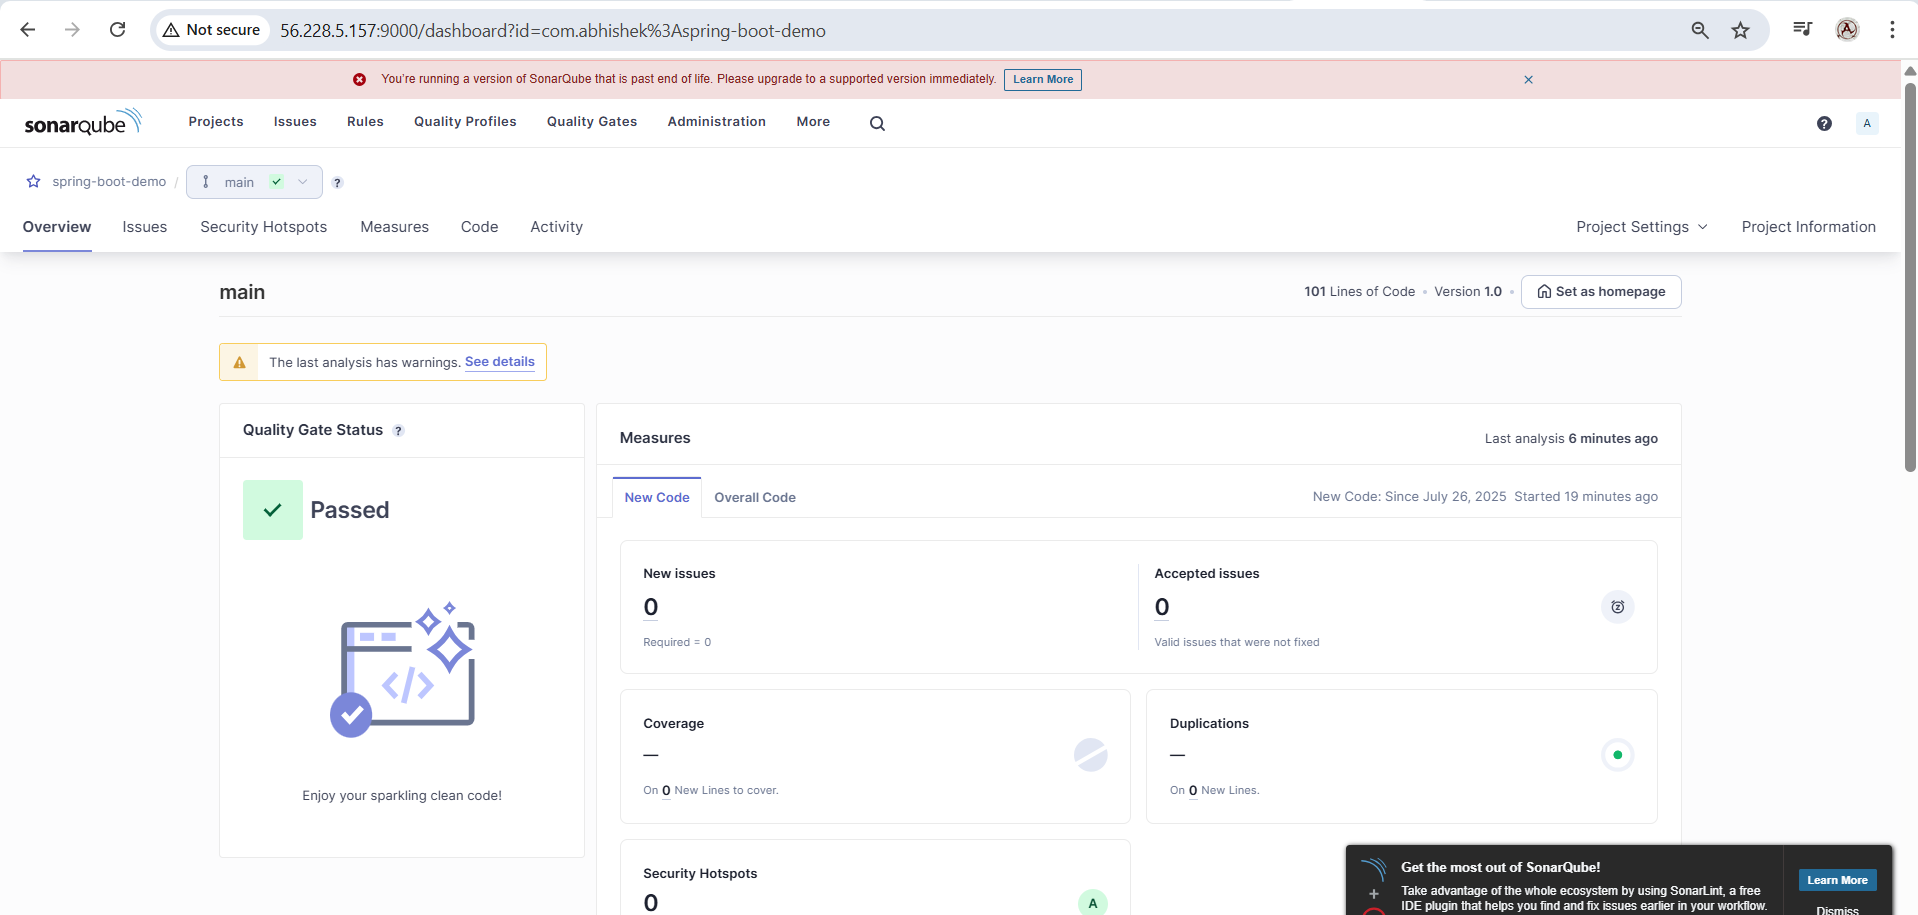 Not secure 56.228.5.157:9000/dashboard?id=com.abhishek%3Aspring-boot-demo
You're running a version of SonarQube that is past end of life. Please upgrade to a supported version immediately. Learn More
sonarqube Projects Issues Rules Quality Profiles Quality Gates Administration More ? A
spring-boot-demo / main ?
Overview Issues Security Hotspots Measures Code Activity Project Settings Project Information
main 101 Lines of Code • Version 1.0 • Set as homepage
The last analysis has warnings. See details
Quality Gate Status ?
Passed
Enjoy your sparkling clean code!
Measures Last analysis 6 minutes ago
New Code Overall Code New Code: Since July 26, 2025 Started 19 minutes ago
New issues
0
Required = 0
Accepted issues
0
Valid issues that were not fixed
Coverage
—
On 0 New Lines to cover.
Duplications
—
On 0 New Lines.
Security Hotspots
0 A
Get the most out of SonarQube!
Take advantage of the whole ecosystem by using SonarLint, a free
IDE plugin that helps you find and fix issues earlier in your workflow.
Learn More
Dismiss